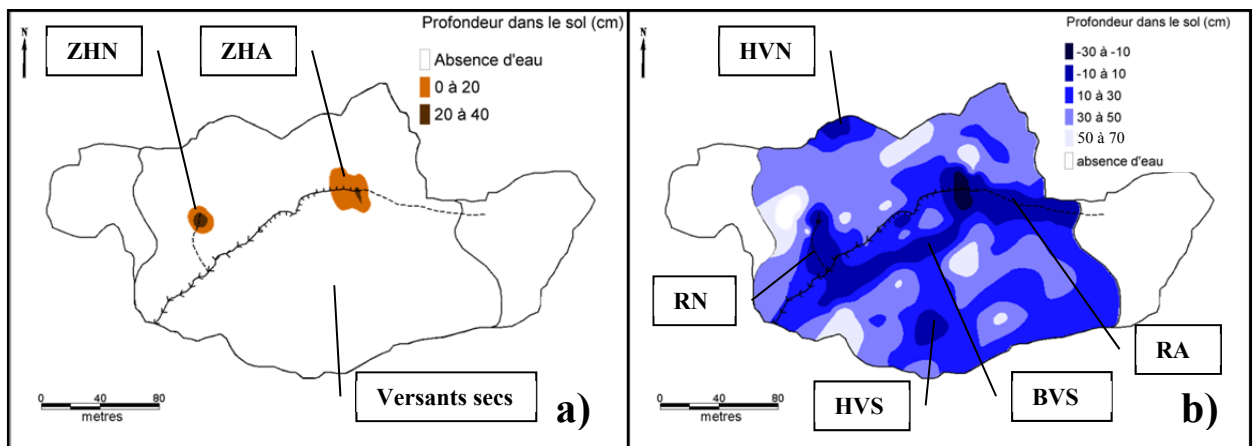 Profondeur dans le sol (cm)
N
ZHN
ZHA
Absence d'eau
0 à 20
20 à 40
Versants secs
0
40
80
metres
a)
Profondeur dans le sol (cm)
N
HVN
-30 à -10
-10 à 10
10 à 30
30 à 50
50 à 70
absence d'eau
RN
RA
HVS
BVS
0
40
80
metres
b)